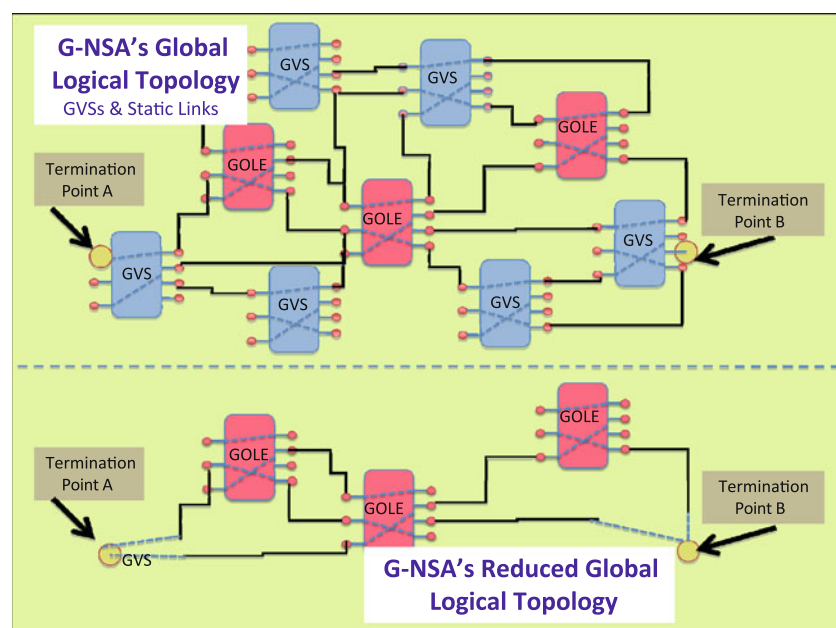 G-NSA's Global
Logical Topology
GVSs & Static Links
GVS
GVS
GOLE
GOLE
Termination
Point A
GOLE
Termination
Point B
GVS
GVS
GVS
GVS
GOLE
GOLE
Termination
Point A
GOLE
Termination
Point B
GVS
G-NSA's Reduced Global
Logical Topology